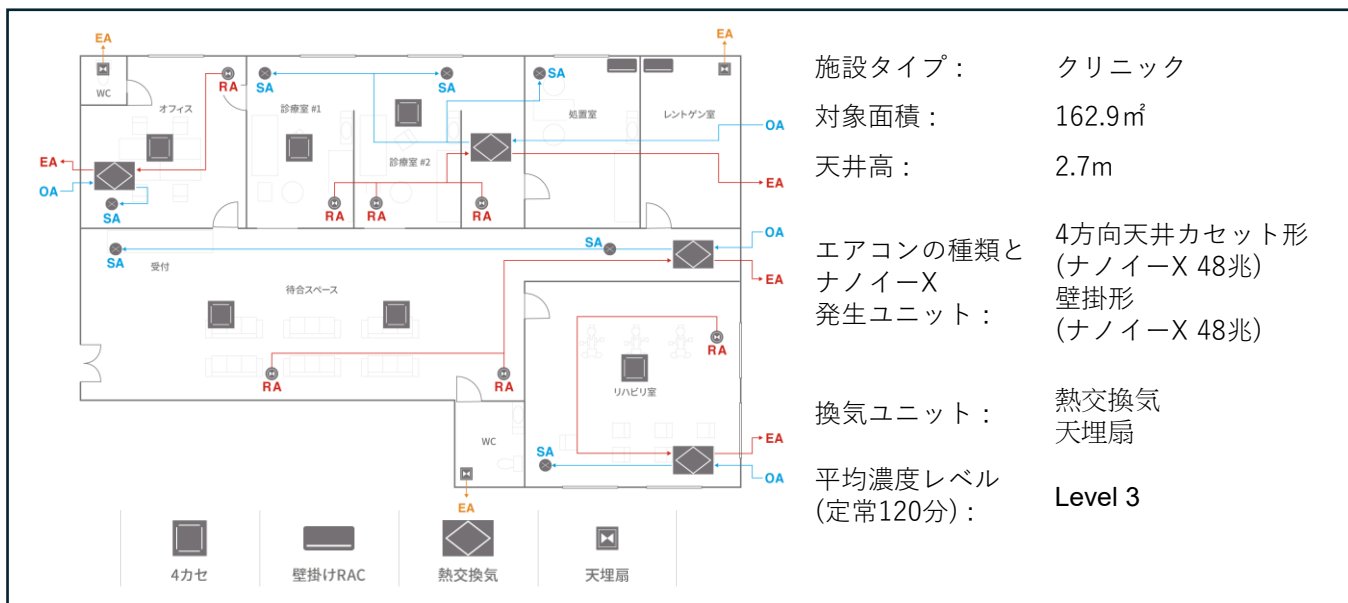 EA
EA
WC
オフィス
RA
SA
診療室 #1
SA
SA
処置室
レントゲン室
OA
EA
OA
診療室 #2
EA
SA
RA
RA
RA
SA
受付
SA
OA
EA
待合スペース
RA
RA
RA
リハビリ室
WC
SA
EA
OA
EA
4カセ
壁掛けRAC
熱交換気
天埋扇
施設タイプ： クリニック
対象面積： 162.9㎡
天井高： 2.7m
エアコンの種類と
ナノイーX
発生ユニット：
4方向天井カセット形
(ナノイーX 48兆)
壁掛形
(ナノイーX 48兆)
換気ユニット： 熱交換気
天埋扇
平均濃度レベル
(定常120分)： Level 3